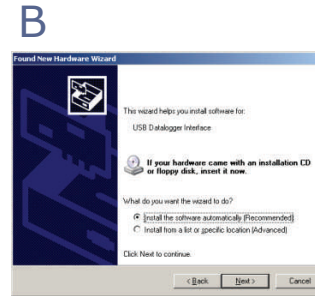 B
Found New Hardware Wizard
This wizard helps you install software for:
USB Datalogger Interface
If your hardware came with an installation CD
or floppy disk, insert it now.
What do you want the wizard to do?
Install the software automatically (Recommended)
Install from a list or specific location (Advanced)
Click Next to continue.
< Back Next > Cancel